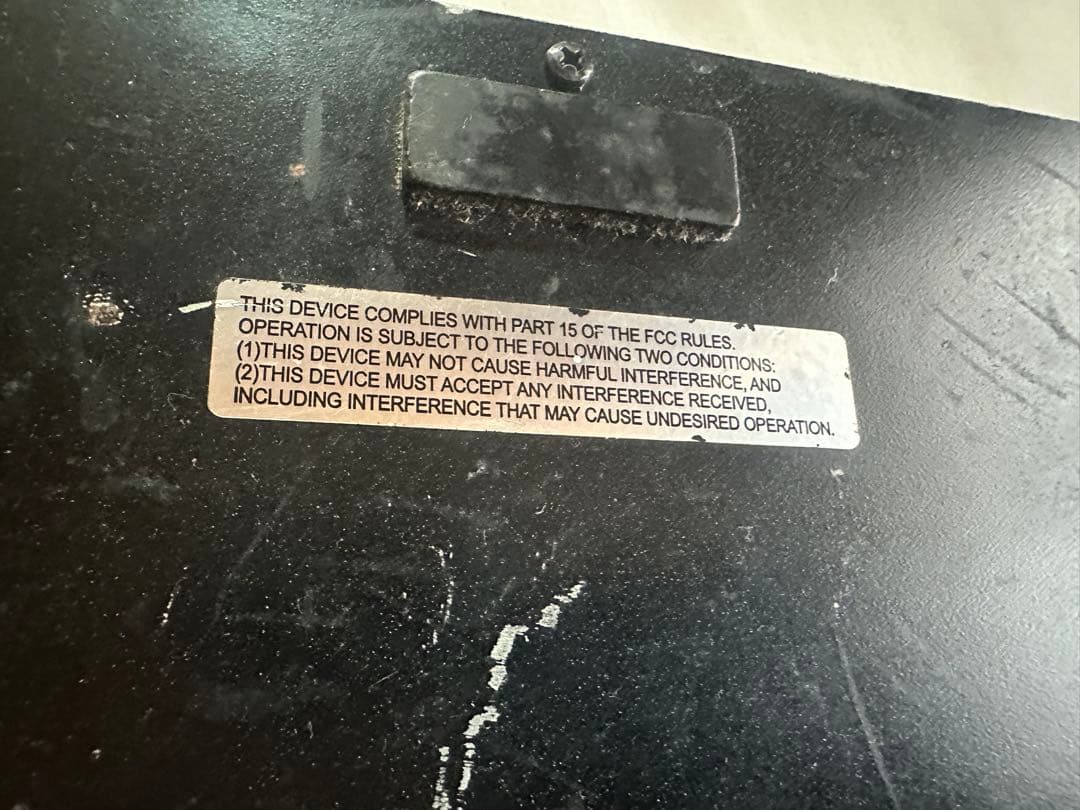 THIS DEVICE COMPLIES WITH PART 15 OF THE FCC RULES.
OPERATION IS SUBJECT TO THE FOLLOWING TWO CONDITIONS:
(1)THIS DEVICE MAY NOT CAUSE HARMFUL INTERFERENCE, AND
(2)THIS DEVICE MUST ACCEPT ANY INTERFERENCE RECEIVED,
INCLUDING INTERFERENCE THAT MAY CAUSE UNDESIRED OPERATION.